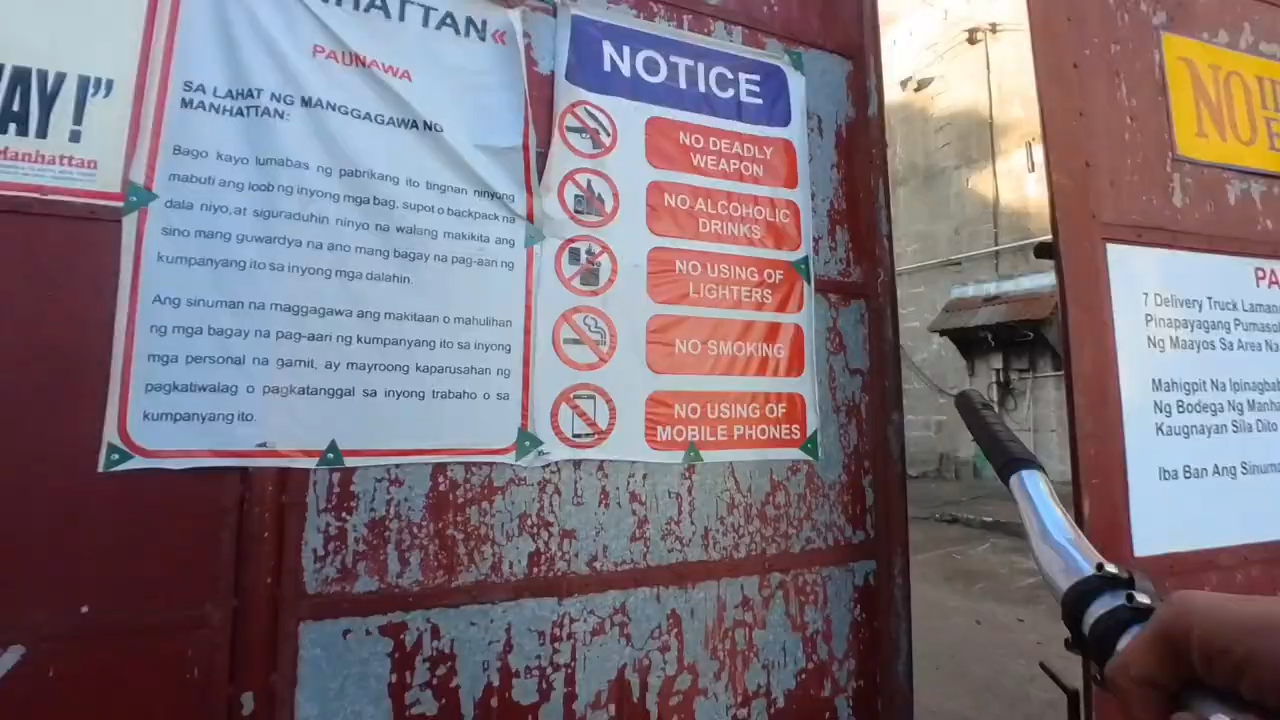 AY!”
Manhattan
MANHATTAN«
PAUNAWA
SA LAHAT NG MANGGAGAWA NG
MANHATTAN:
Bago kayo lumabas ng pabrikang ito tingnan ninyong
mabuti ang loob ng inyong mga bag, supot o backpack na
dala niyo,at siguraduhin ninyo na walang makikita ang
sino mang guwardya na ano mang bagay na pag-aari ng
kumpanyang ito sa inyong mga dalahin.
Ang sinuman na maggagawa ang makitaan o mahulihan
ng mga bagay na pag-aari ng kumpanyang ito sa inyong
mga personal na gamit, ay mayroong kaparusahan ng
pagkatiwalag o pagkatanggal sa inyong trabaho o sa
kumpanyang ito.
NOTICE
NO DEADLY
WEAPON
NO ALCOHOLIC
DRINKS
NO USING OF
LIGHTERS
NO SMOKING
NO USING OF
MOBILE PHONES
NO
PA
7 Delivery Truck Laman
Pinapayagang Pumaso
Ng Maayos Sa Area Na
Mahigpit Na Ipinagbab
Ng Bodega Ng Manha
Kaugnayan Sila Dito
Iba Ban Ang Sinuma